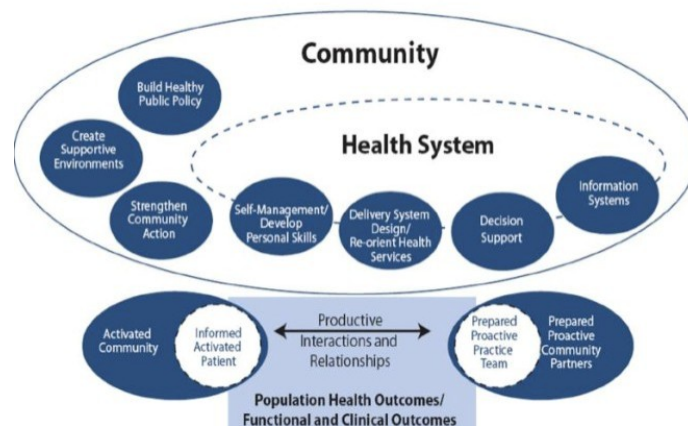 Community
Build Healthy
Public Policy
Health System
Create
Supportive
Environments
Information
Systems
Strengthen
Community
Action
Self-Management/
Develop
Personal Skills
Delivery System
Design/
Re-orient Health
Services
Decision
Support
Activated
Community
Informed
Activated
Patient
Productive
Interactions and
Relationships
Prepared
Proactive
Practice
Team
Prepared
Proactive
Community
Partners
Population Health Outcomes/
Functional and Clinical Outcomes